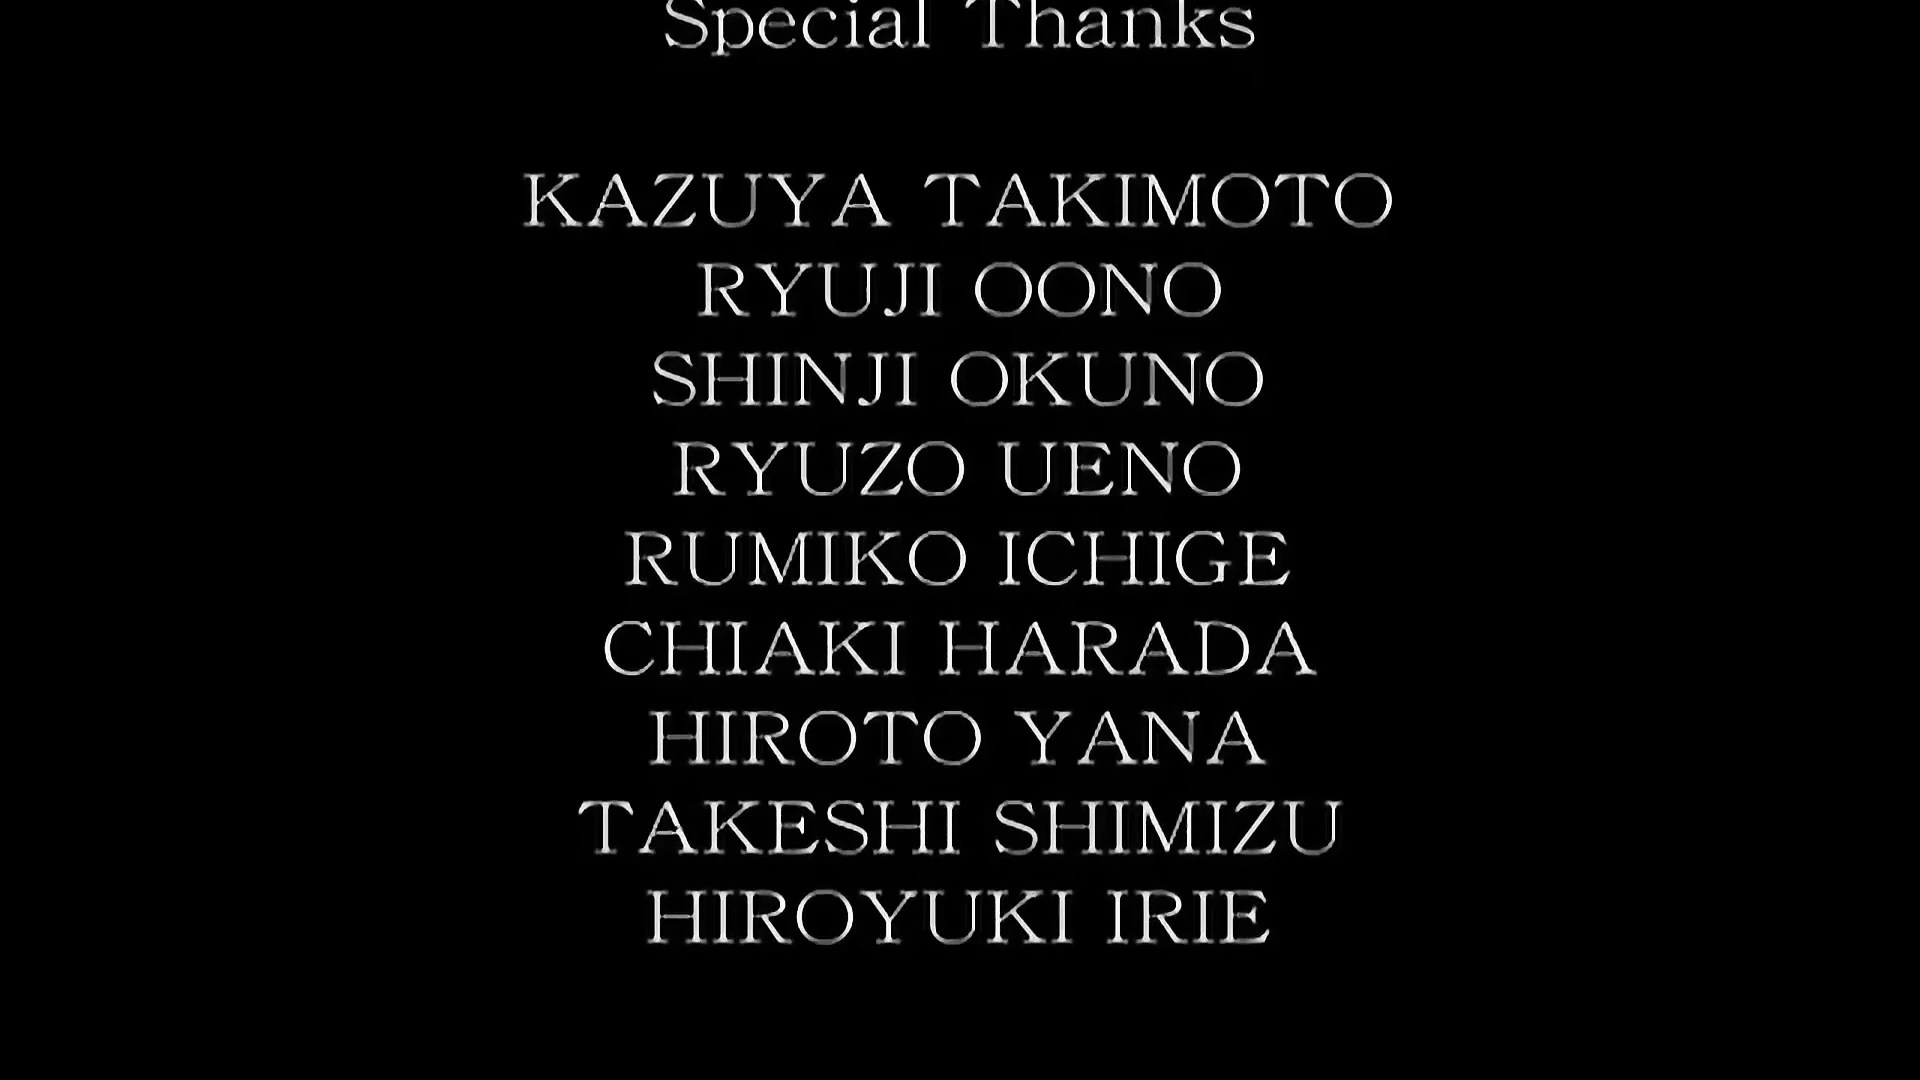 Special Thanks
KAZUYA TAKIMOTO
RYUJI OONO
SHINJI OKUNO
RYUZO UENO
RUMIKO ICHIGE
CHIAKI HARADA
HIROTO YANA
TAKESHI SHIMIZU
HIROYUKI IRIE